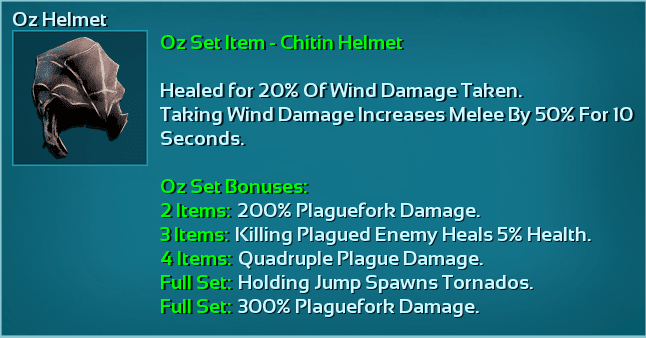 Oz Helmet
Oz Set Item - Chitin Helmet
Healed for 20% Of Wind Damage Taken.
Taking Wind Damage Increases Melee By 50% For 10
Seconds.
Oz Set Bonuses:
2 Items: 200% Plaguefork Damage.
3 Items: Killing Plagued Enemy Heals 5% Health.
4 Items: Quadruple Plague Damage.
Full Set: Holding Jump Spawns Tornados.
Full Set: 300% Plaguefork Damage.